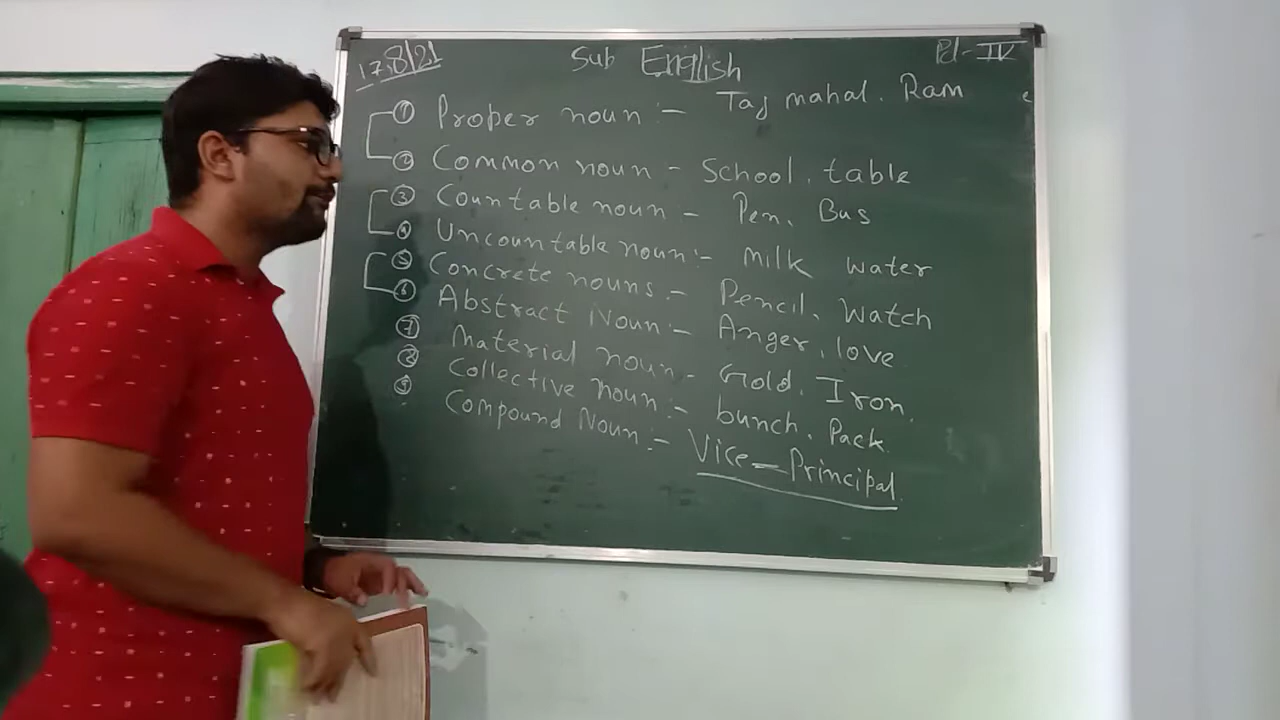 17.8/21 Sub English Pd-IV
① Proper noun :- Taj mahal. Ram
② Common noun - School, table
③ Countable noun - Pen, Bus
④ Uncountable noun :- milk water
⑤ Concrete nouns :- Pencil, Watch
⑥ Abstract Noun :- Anger, love
⑦ Material noun - Gold, Iron.
⑧ Collective Noun :- bunch, Pack
⑨ Compound Noun :- Vice-Principal